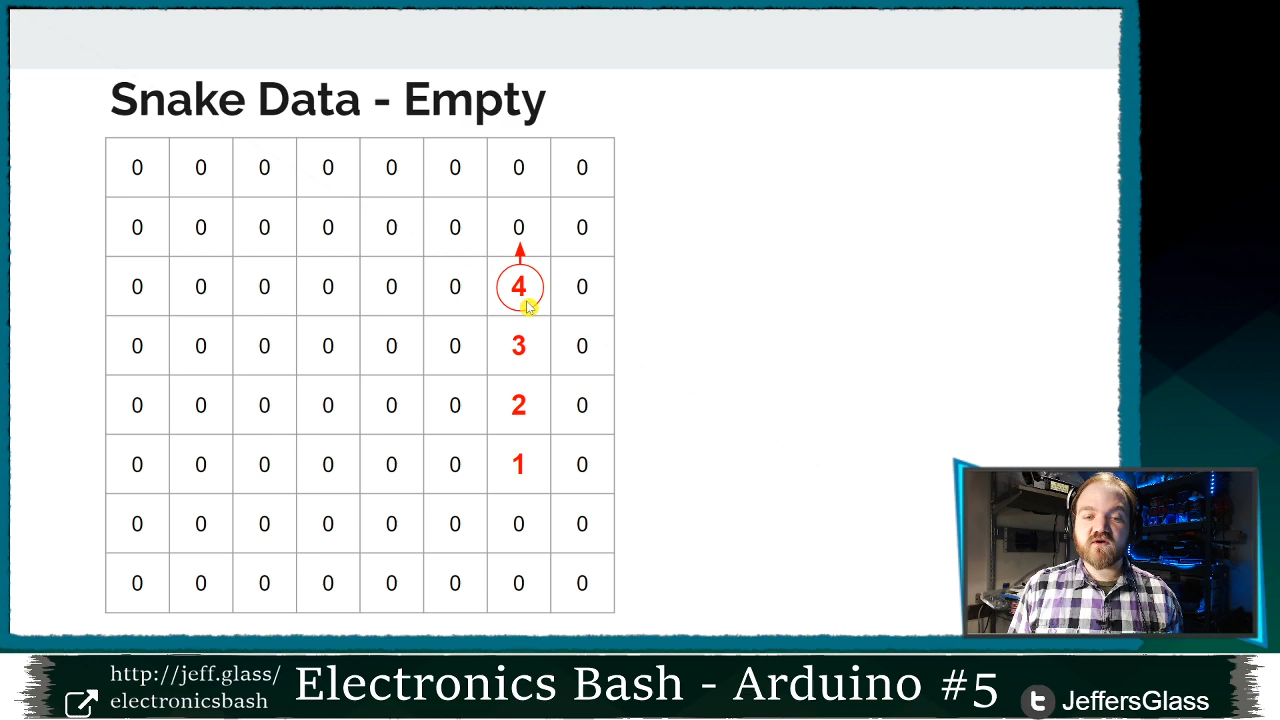 Snake Data - Empty
0 0 0 0 0 0 0 0
0 0 0 0 0 0 0 0
0 0 0 0 0 0 4 0
0 0 0 0 0 0 3 0
0 0 0 0 0 0 2 0
0 0 0 0 0 0 1 0
0 0 0 0 0 0 0 0
0 0 0 0 0 0 0 0
http://jeff.glass/
electronicsbash
Electronics Bash - Arduino #5
JeffersGlass